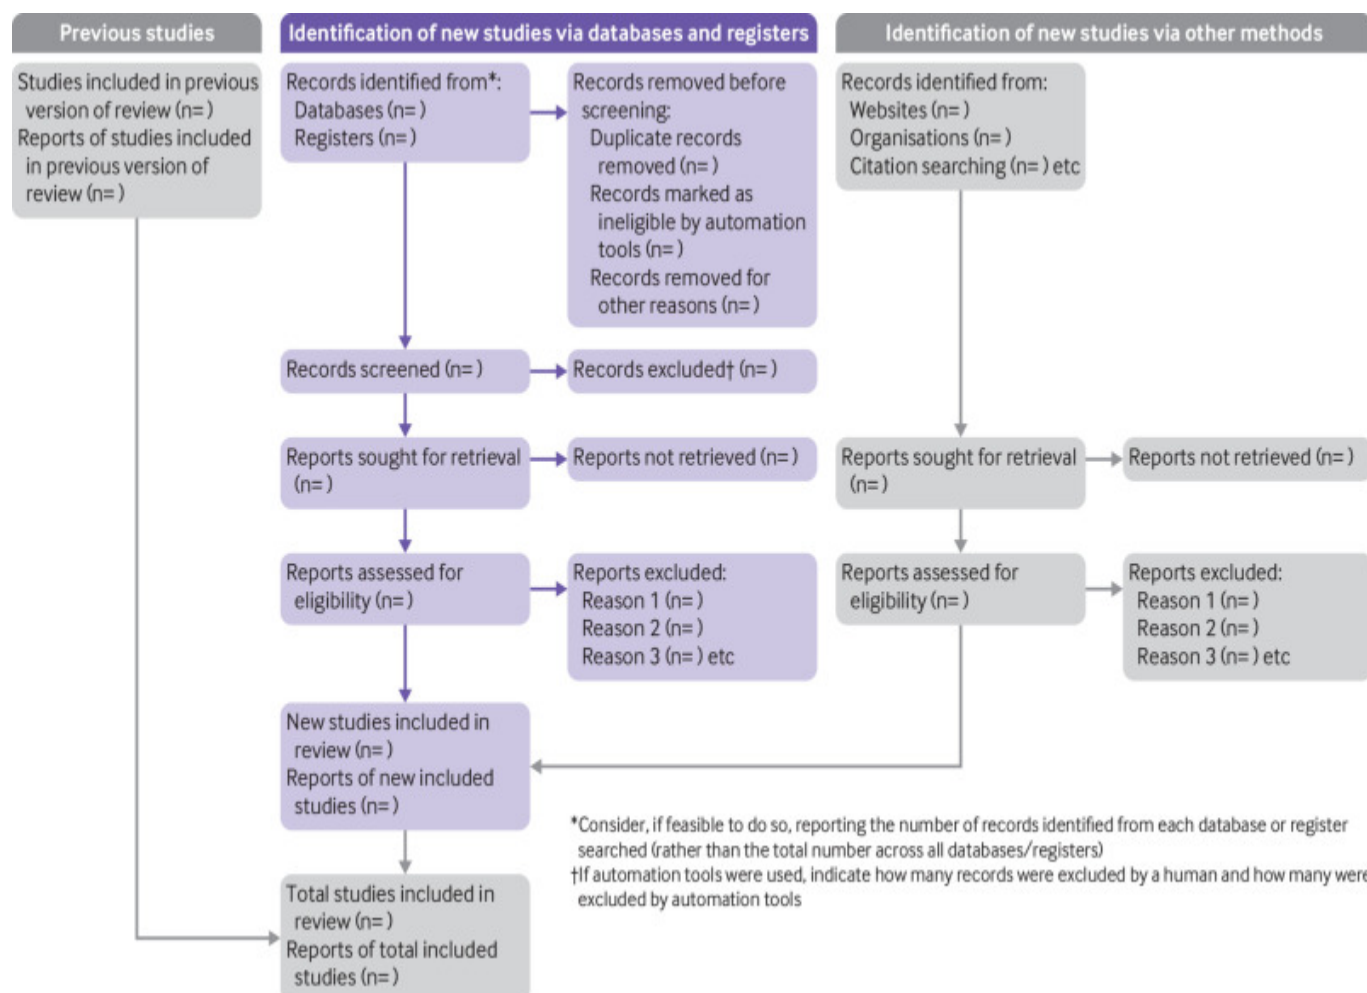 Previous studies
Studies included in previous
version of review (n= )
Reports of studies included
in previous version of
review (n= )
Identification of new studies via databases and registers
Records identified from*:
Databases (n= )
Registers (n= )
Records removed before
screening:
Duplicate records
removed (n= )
Records marked as
ineligible by automation
tools (n= )
Records removed for
other reasons (n= )
Records screened (n= )
Records excluded† (n= )
Reports sought for retrieval
(n= )
Reports not retrieved (n= )
Reports assessed for
eligibility (n= )
Reports excluded:
Reason 1 (n= )
Reason 2 (n= )
Reason 3 (n= ) etc
New studies included in
review (n= )
Reports of new included
studies (n= )
Total studies included in
review (n= )
Reports of total included
studies (n= )
Identification of new studies via other methods
Records identified from:
Websites (n= )
Organisations (n= )
Citation searching (n= ) etc
Reports sought for retrieval
(n= )
Reports not retrieved (n= )
Reports assessed for
eligibility (n= )
Reports excluded:
Reason 1 (n= )
Reason 2 (n= )
Reason 3 (n= ) etc
*Consider, if feasible to do so, reporting the number of records identified from each database or register
searched (rather than the total number across all databases/registers)
†If automation tools were used, indicate how many records were excluded by a human and how many were
excluded by automation tools